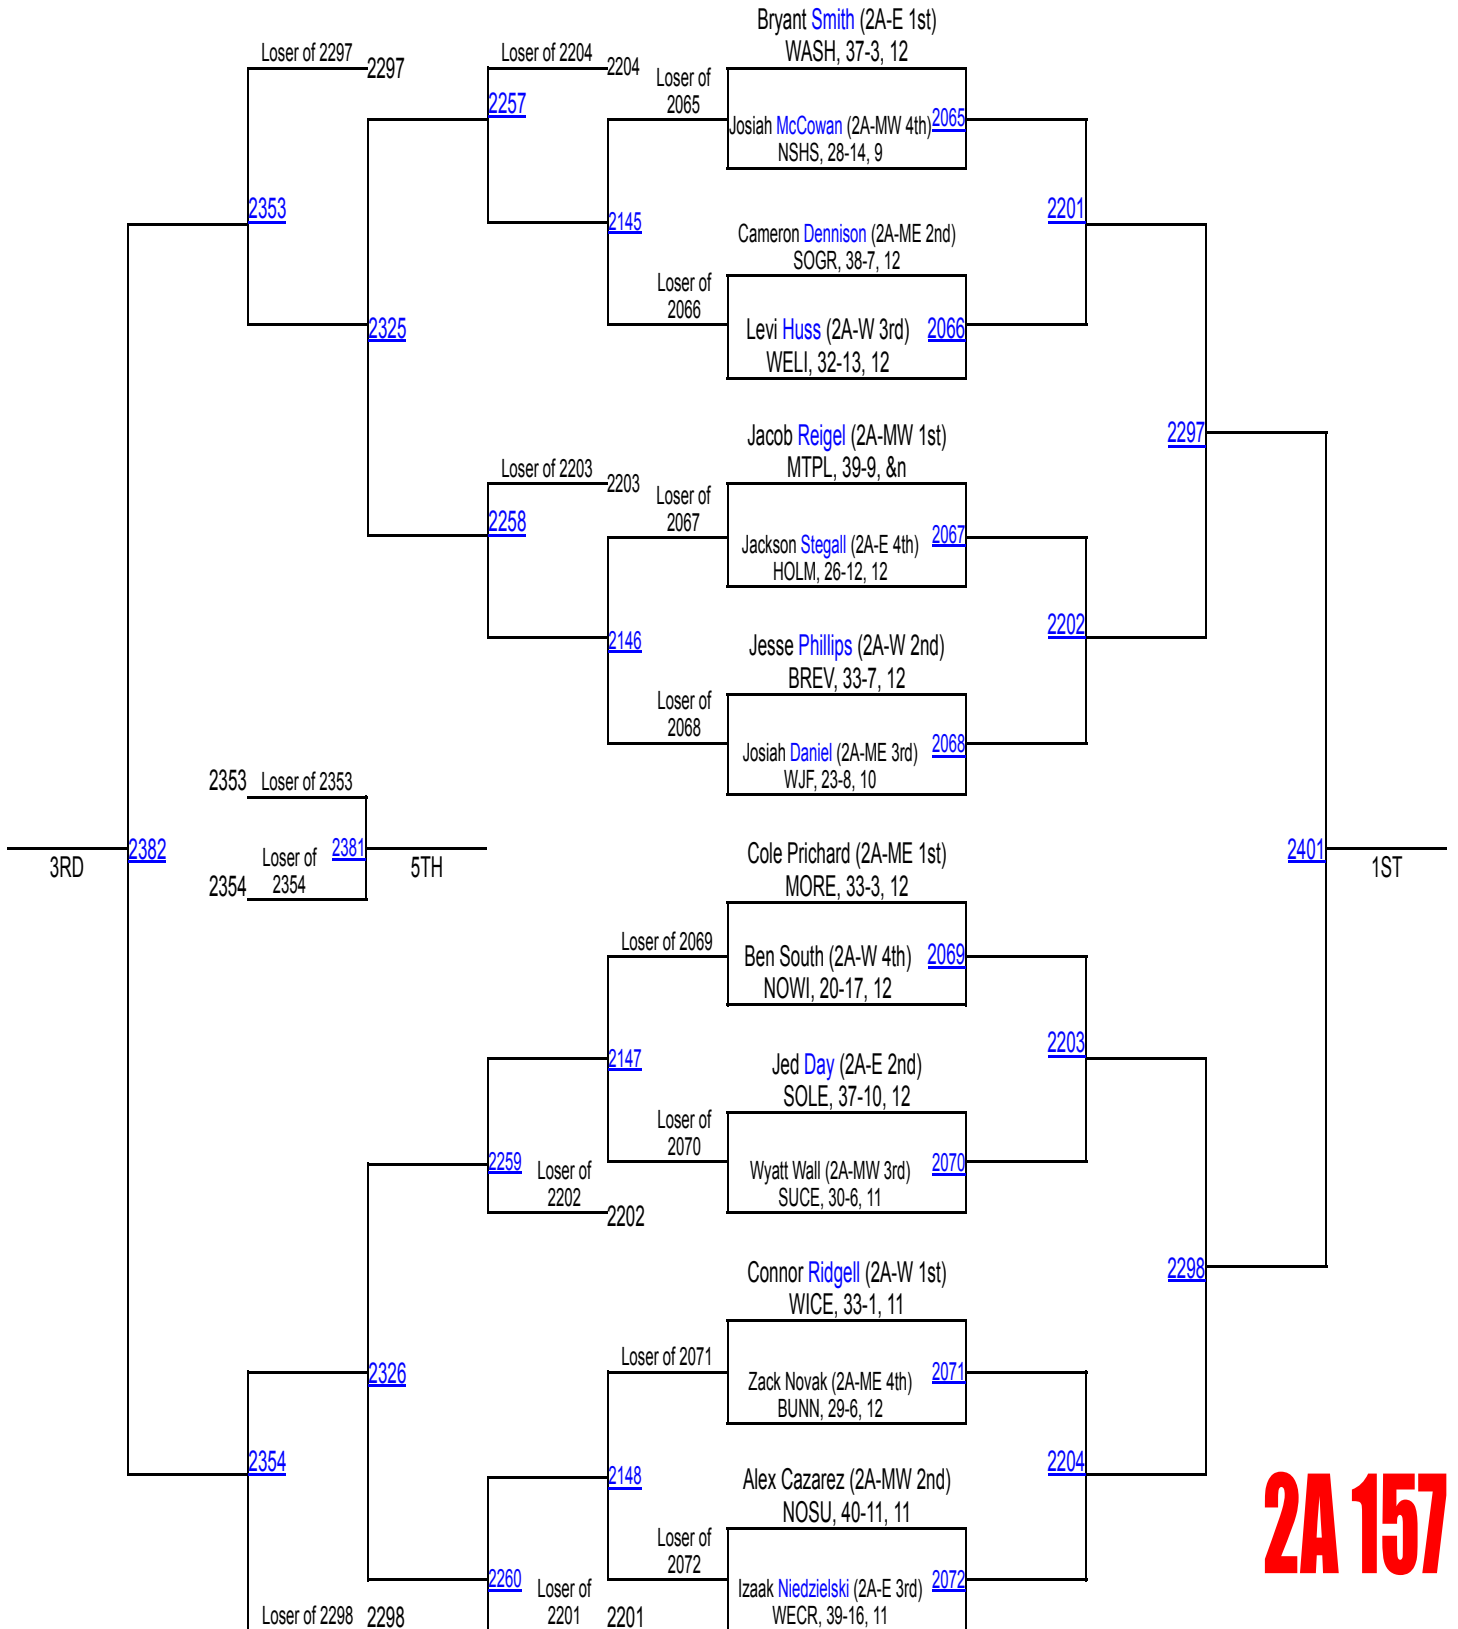 Bryant Smith (2A-E 1st)
WASH, 37-3, 12
Loser of 2297
2297
Loser of 2204
2204
Loser of
2065
2257
Josiah McCowan (2A-MW 4th)
2065
NSHS, 28-14, 9
2353
2145
2201
Cameron Dennison (2A-ME 2nd)
SOGR, 38-7, 12
Loser of
2066
2325
Levi Huss (2A-W 3rd)
2066
WELI, 32-13, 12
Jacob Reigel (2A-MW 1st)
MTPL, 39-9, &n
2297
Loser of 2203
2203
Loser of
2067
2258
Jackson Stegall (2A-E 4th)
2067
HOLM, 26-12, 12
2146
2202
Jesse Phillips (2A-W 2nd)
BREV, 33-7, 12
Loser of
2068
Josiah Daniel (2A-ME 3rd)
2068
WJF, 23-8, 10
2353
Loser of 2353
2382
3RD
Loser of
2354
2354
2381
5TH
Cole Prichard (2A-ME 1st)
MORE, 33-3, 12
2401
1ST
Loser of 2069
Ben South (2A-W 4th)
2069
NOWI, 20-17, 12
2147
2203
Jed Day (2A-E 2nd)
SOLE, 37-10, 12
Loser of
2070
2259
Loser of
2202
2202
Wyatt Wall (2A-MW 3rd)
2070
SUCE, 30-6, 11
Connor Ridgell (2A-W 1st)
WICE, 33-1, 11
2298
Loser of 2071
2326
Zack Novak (2A-ME 4th)
2071
BUNN, 29-6, 12
2354
2148
2204
Alex Cazarez (2A-MW 2nd)
NOSU, 40-11, 11
2A 157
Loser of
2072
2260
Loser of
2201
2201
Izaak Niedzielski (2A-E 3rd)
2072
WECR, 39-16, 11
Loser of 2298
2298